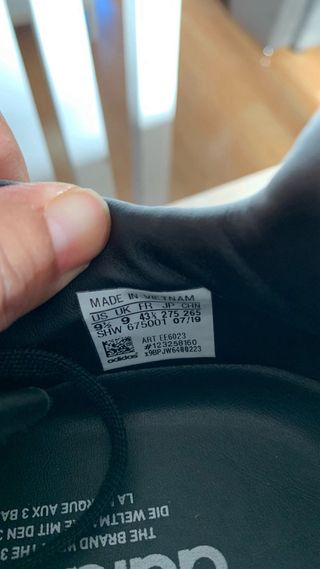 MADE IN VIETNAM
US UK FR JP CHN
9½ 9 43⅓ 275 265
SHW 675001 07/19
ART EE6023
#123258160
adidas
x9BPJW6480223
THE BRAND WITH THE 3
DIE WELTMARKE MIT DEN 3
LA MARQUE AUX 3 BA